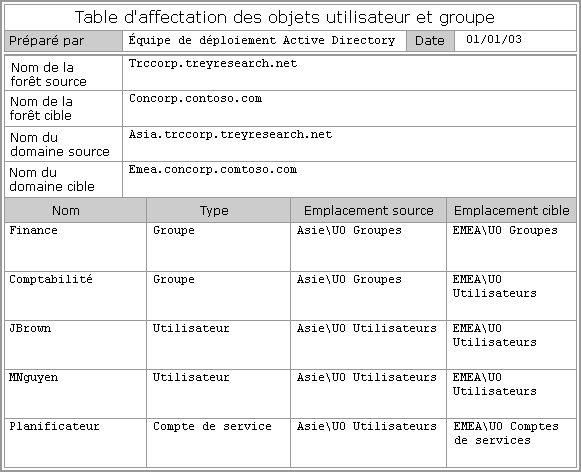 Table d'affectation des objets utilisateur et groupe
Préparé par Équipe de déploiement Active Directory Date 01/01/03
Nom de la forêt source Trccorp.treyresearch.net
Nom de la forêt cible Concorp.contoso.com
Nom du domaine source Asia.trccorp.treyresearch.net
Nom du domaine cible Emea.concorp.comtoso.com
Nom Type Emplacement source Emplacement cible
Finance Groupe Asie\UO Groupes EMEA\UO Groupes
Comptabilité Groupe Asie\UO Groupes EMEA\UO Utilisateurs
JBrown Utilisateur Asie\UO Utilisateurs EMEA\UO Utilisateurs
MNguyen Utilisateur Asie\UO Utilisateurs EMEA\UO Utilisateurs
Planificateur Compte de service Asie\UO Utilisateurs EMEA\UO Comptes de services